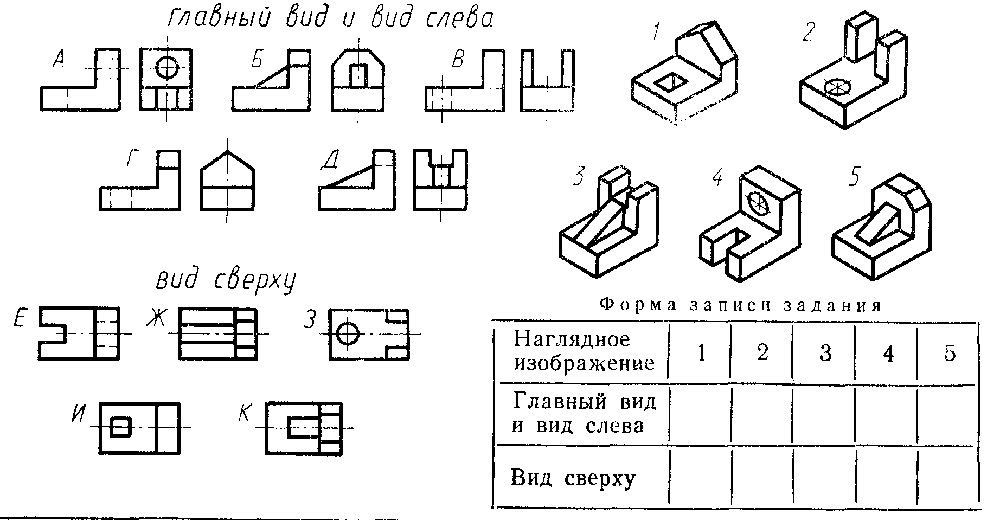 главный вид и вид слева
А Б В
Г Д
вид сверху
Е Ж З
И К
1 2
3 4 5
Форма записи задания
Наглядное изображение 1 2 3 4 5
Главный вид и вид слева
Вид сверху